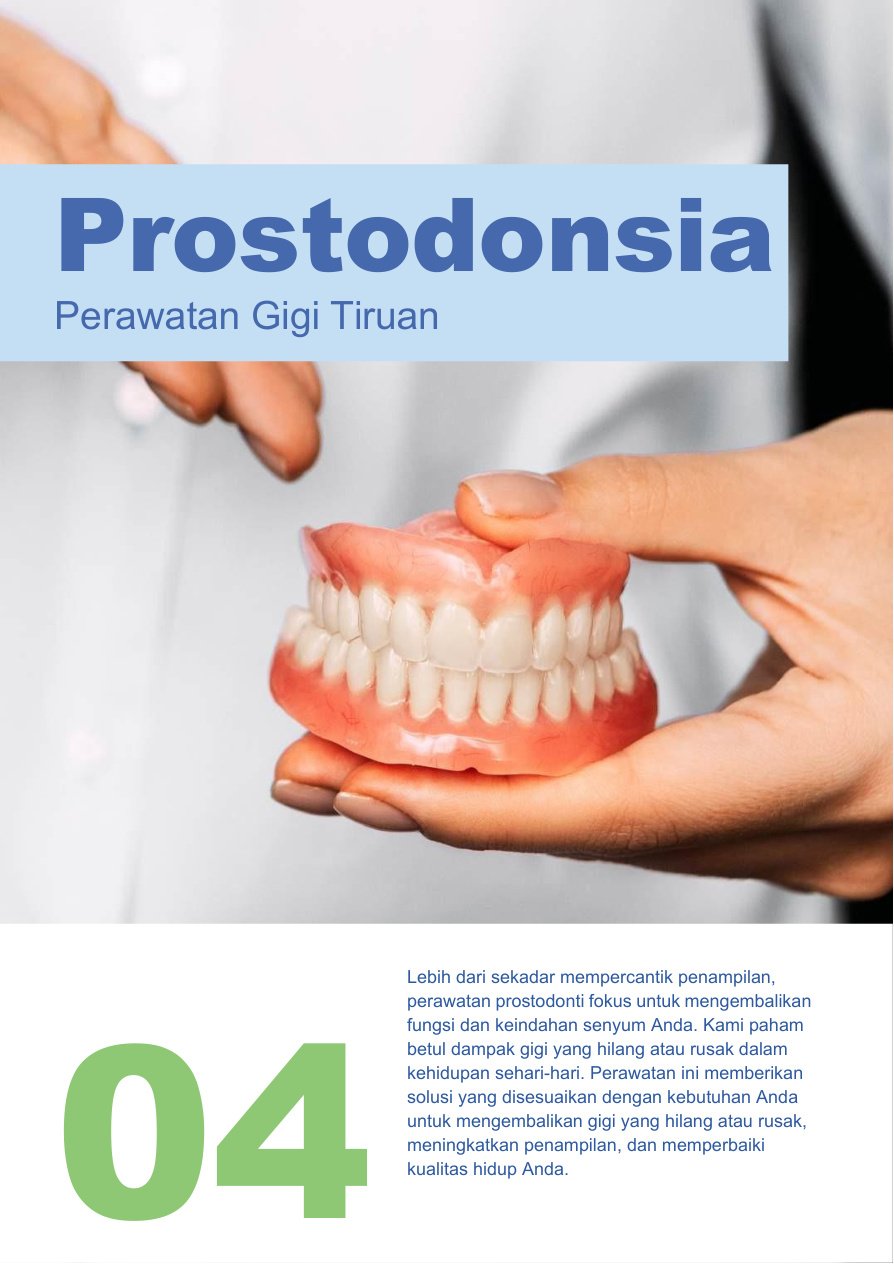 Prostodonsia
Perawatan Gigi Tiruan
04
Lebih dari sekadar mempercantik penampilan,
perawatan prostodonti fokus untuk mengembalikan
fungsi dan keindahan senyum Anda. Kami paham
betul dampak gigi yang hilang atau rusak dalam
kehidupan sehari-hari. Perawatan ini memberikan
solusi yang disesuaikan dengan kebutuhan Anda
untuk mengembalikan gigi yang hilang atau rusak,
meningkatkan penampilan, dan memperbaiki
kualitas hidup Anda.